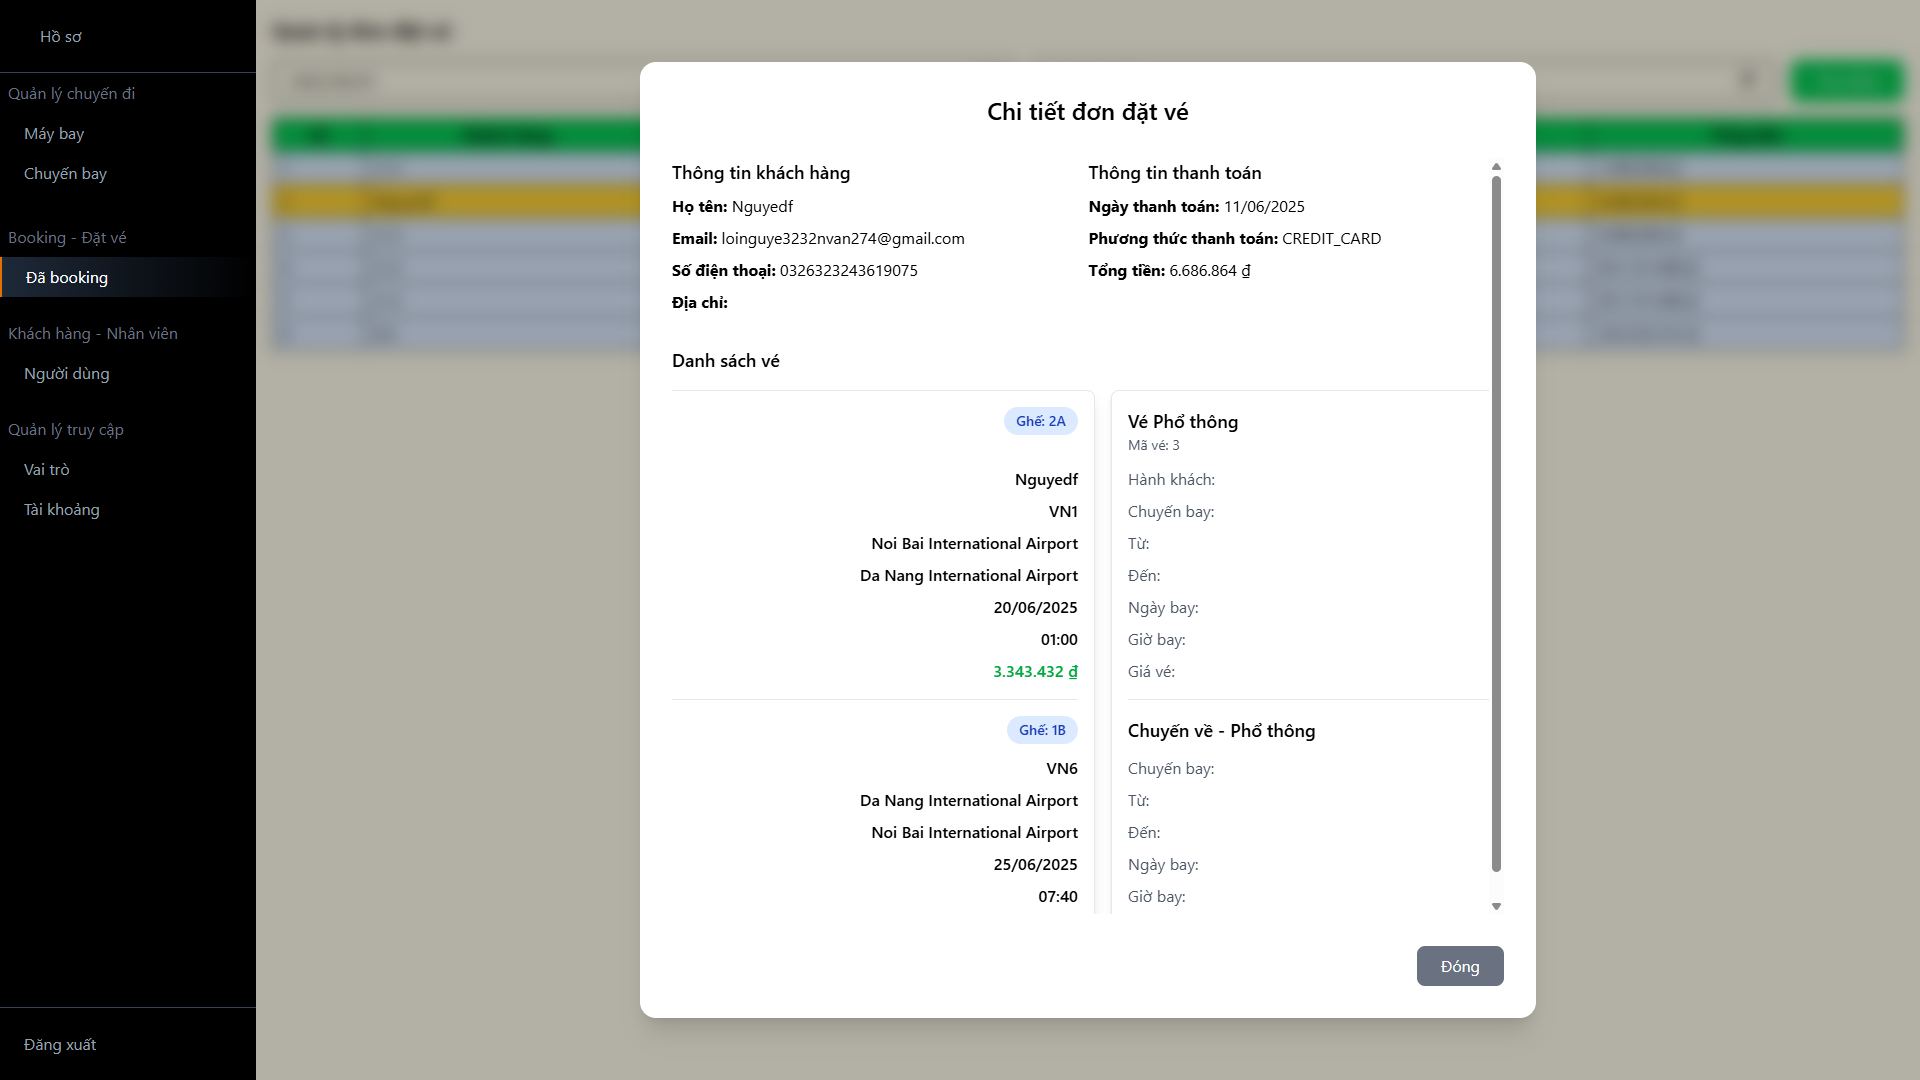 Hồ sơ
Quản lý chuyến đi
Máy bay
Chuyến bay
Booking - Đặt vé
Đã booking
Khách hàng - Nhân viên
Người dùng
Quản lý truy cập
Vai trò
Tài khoảng
Đăng xuất
Chi tiết đơn đặt vé
Thông tin khách hàng
Họ tên: Nguyedf
Email: loinguye3232nvan274@gmail.com
Số điện thoại: 0326323243619075
Địa chỉ:
Thông tin thanh toán
Ngày thanh toán: 11/06/2025
Phương thức thanh toán: CREDIT_CARD
Tổng tiền: 6.686.864 ₫
Danh sách vé
Ghế: 2A
Nguyedf
VN1
Noi Bai International Airport
Da Nang International Airport
20/06/2025
01:00
3.343.432 ₫
Ghế: 1B
VN6
Da Nang International Airport
Noi Bai International Airport
25/06/2025
07:40
Vé Phổ thông
Mã vé: 3
Hành khách:
Chuyến bay:
Từ:
Đến:
Ngày bay:
Giờ bay:
Giá vé:
Chuyến về - Phổ thông
Chuyến bay:
Từ:
Đến:
Ngày bay:
Giờ bay:
Đóng